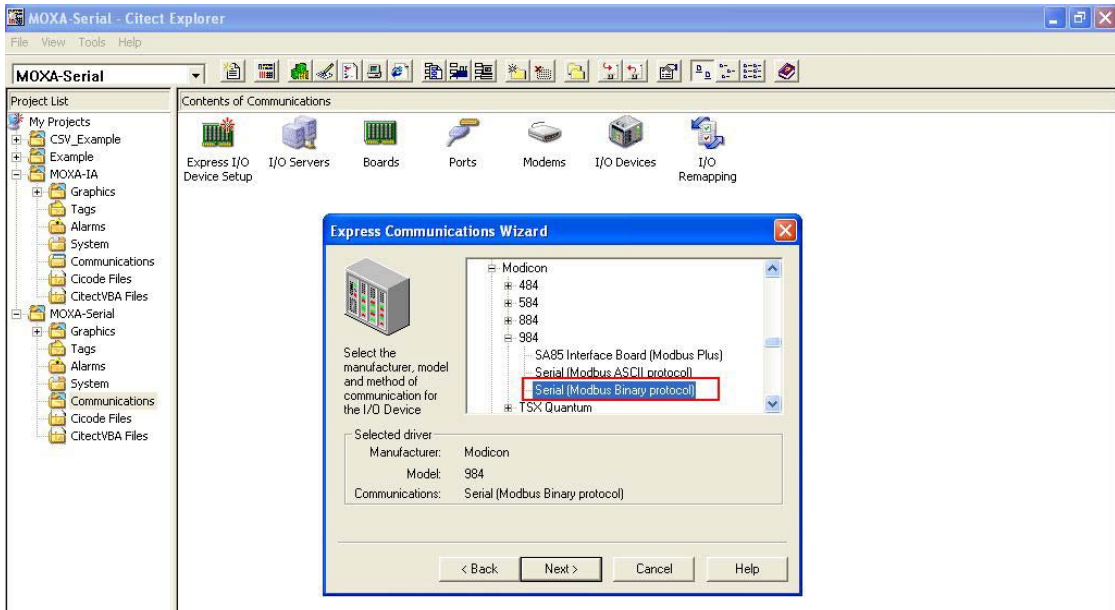 MOXA-Serial - Citect Explorer
File View Tools Help
MOXA-Serial
Project List
Contents of Communications
My Projects
CSV_Example
Example
MOXA-IA
Graphics
Tags
Alarms
System
Communications
Cicode Files
CitectVBA Files
MOXA-Serial
Graphics
Tags
Alarms
System
Communications
Cicode Files
CitectVBA Files
Express I/O
Device Setup
I/O Servers
Boards
Ports
Modems
I/O Devices
I/O
Remapping
Express Communications Wizard
Select the
manufacturer, model
and method of
communication for
the I/O Device
Modicon
484
584
884
984
SA85 Interface Board (Modbus Plus)
Serial (Modbus ASCII protocol)
Serial (Modbus Binary protocol)
TSX Quantum
Selected driver
Manufacturer: Modicon
Model: 984
Communications: Serial (Modbus Binary protocol)
< Back Next > Cancel Help